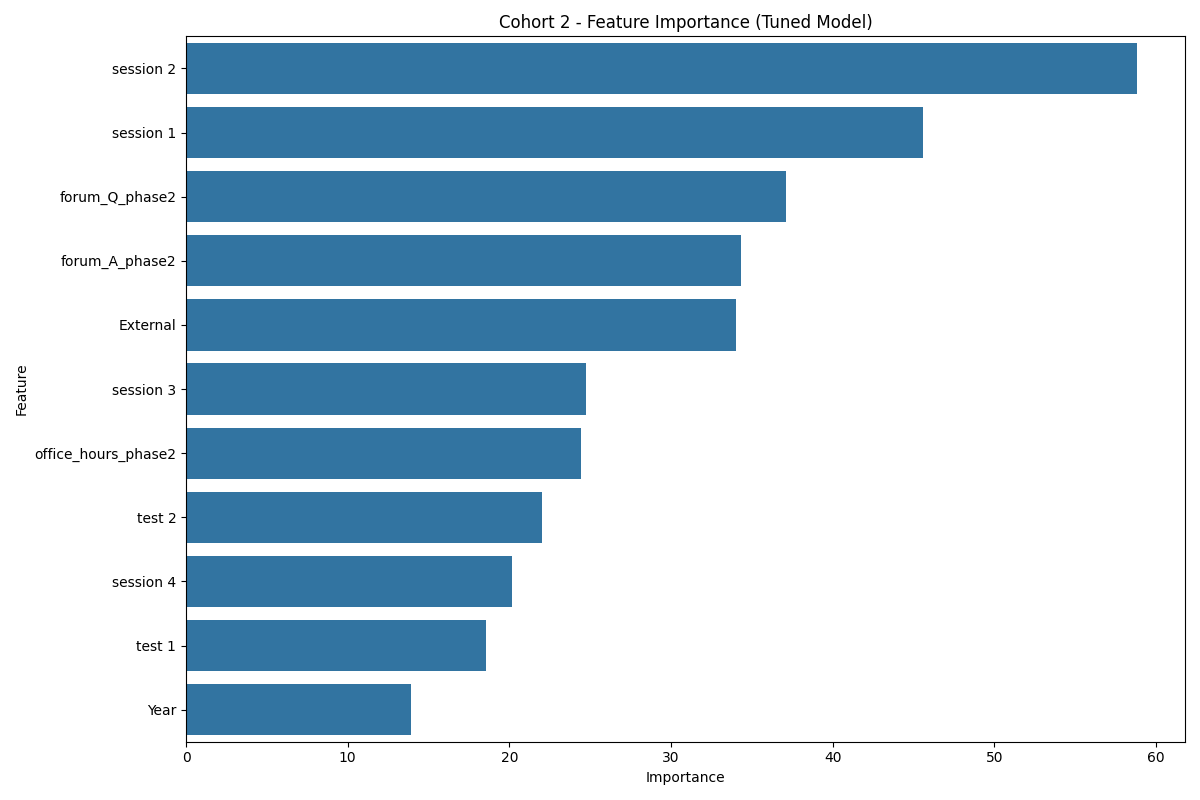 Cohort 2 - Feature Importance (Tuned Model)
session 2
session 1
forum_Q_phase2
forum_A_phase2
External
session 3
office_hours_phase2
test 2
session 4
test 1
Year
Feature
0 10 20 30 40 50 60
Importance